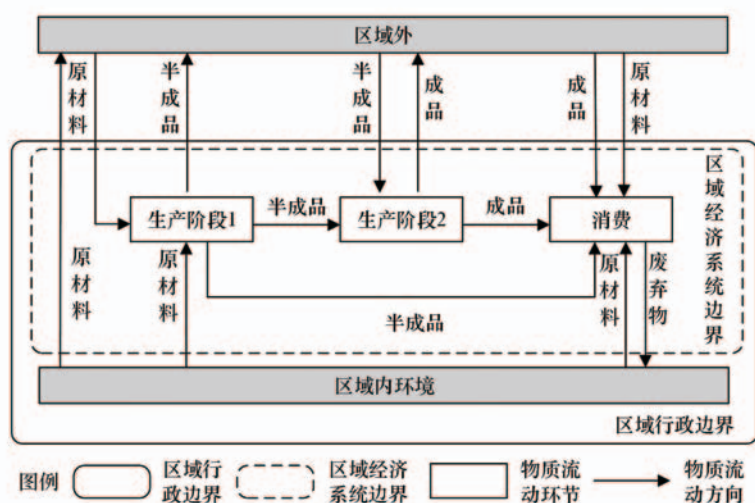 区域外
原材料
半成品
半成品
成品
成品
原材料
区域经济系统边界
生产阶段1
半成品
生产阶段2
成品
消费
原材料
原材料
半成品
原材料
废弃物
区域内环境
区域行政边界
图例
区域行政边界
区域经济系统边界
物质流动环节
物质流动方向